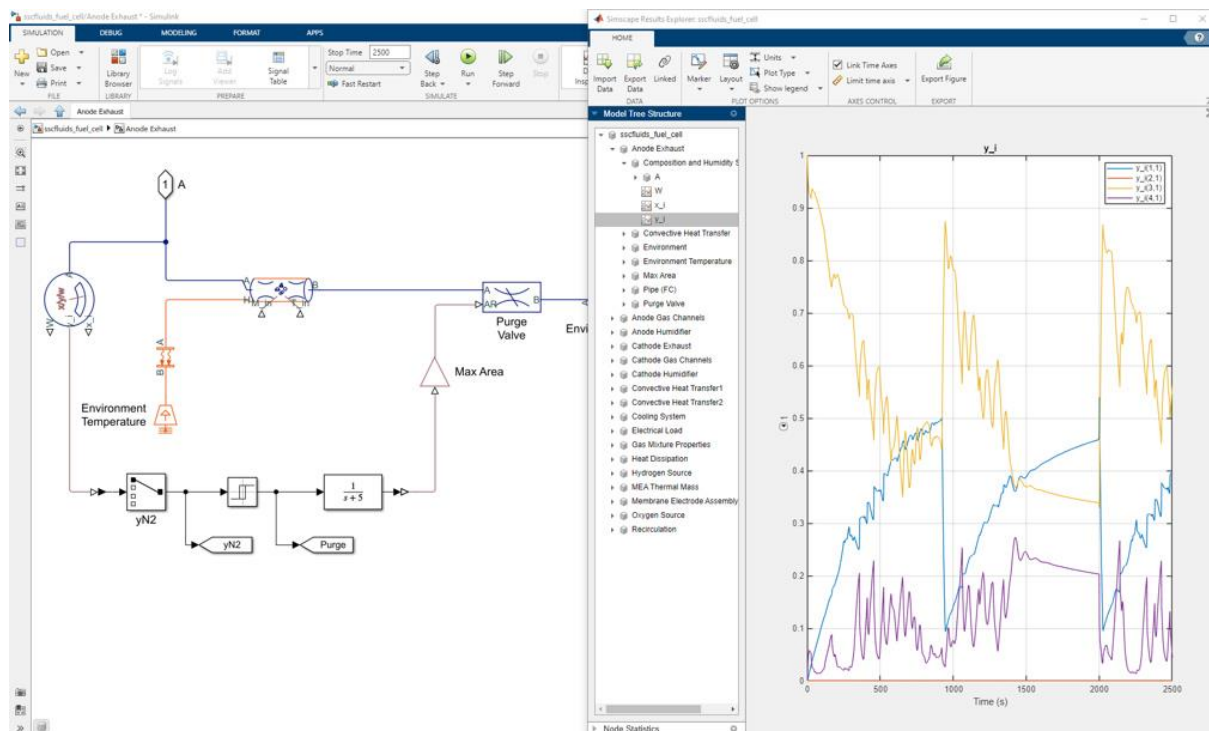 sscfluids_fuel_cell/Anode Exhaust * - Simulink
SIMULATION DEBUG MODELING FORMAT APPS
New
Open
Save
Print
FILE
Library Browser
LIBRARY
Log Signals
Add Viewer
Signal Table
PREPARE
Stop Time 2500
Normal
Fast Restart
Step Back
Run
Step Forward
Stop
SIMULATE
Anode Exhaust
sscfluids_fuel_cell Anode Exhaust
1 A
A
B
H
A
B
Environment
Temperature
A
AR
B
Purge
Valve
Max Area
yN2
1
s+5
yN2
Purge
Simscape Results Explorer: sscfluids_fuel_cell
HOME
Import Data
Export Data
Linked
DATA
Marker
Layout
Units
Plot Type
Show legend
PLOT OPTIONS
Link Time Axes
Limit time axis
AXES CONTROL
Export Figure
EXPORT
Model Tree Structure
sscfluids_fuel_cell
Anode Exhaust
Composition and Humidity S
A
W
x_i
y_i
Convective Heat Transfer
Environment
Environment Temperature
Max Area
Pipe (FC)
Purge Valve
Anode Gas Channels
Anode Humidifier
Cathode Exhaust
Cathode Gas Channels
Cathode Humidifier
Convective Heat Transfer1
Convective Heat Transfer2
Cooling System
Electrical Load
Gas Mixture Properties
Heat Dissipation
Hydrogen Source
MEA Thermal Mass
Membrane Electrode Assembly
Oxygen Source
Recirculation
Node Statistics
y_i
y_i(1,1)
y_i(2,1)
y_i(3,1)
y_i(4,1)
1
0.9
0.8
0.7
0.6
0.5
0.4
0.3
0.2
0.1
0
0 500 1000 1500 2000 2500
Time (s)